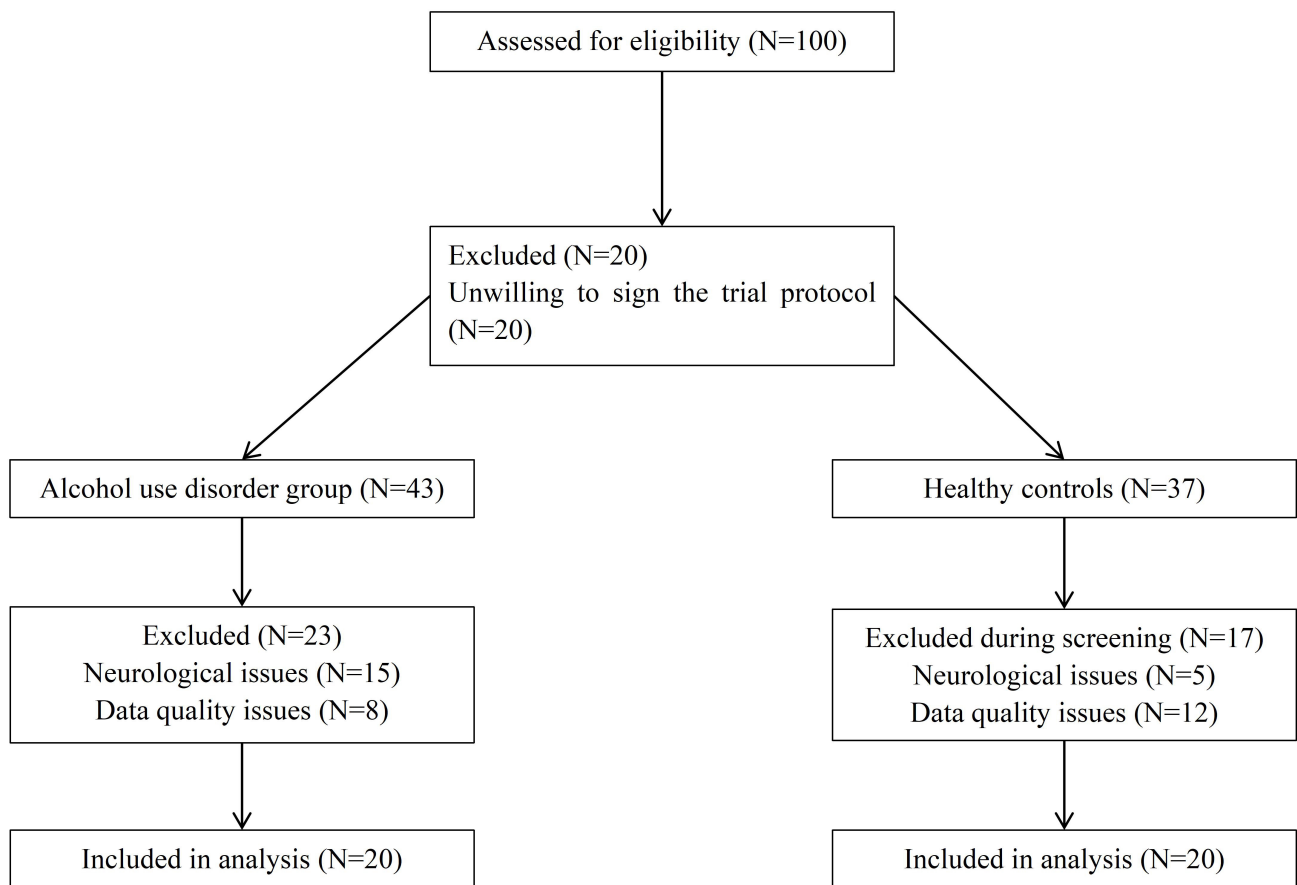 Assessed for eligibility (N=100)
Excluded (N=20)
Unwilling to sign the trial protocol
(N=20)
Alcohol use disorder group (N=43)
Healthy controls (N=37)
Excluded (N=23)
Neurological issues (N=15)
Data quality issues (N=8)
Excluded during screening (N=17)
Neurological issues (N=5)
Data quality issues (N=12)
Included in analysis (N=20)
Included in analysis (N=20)